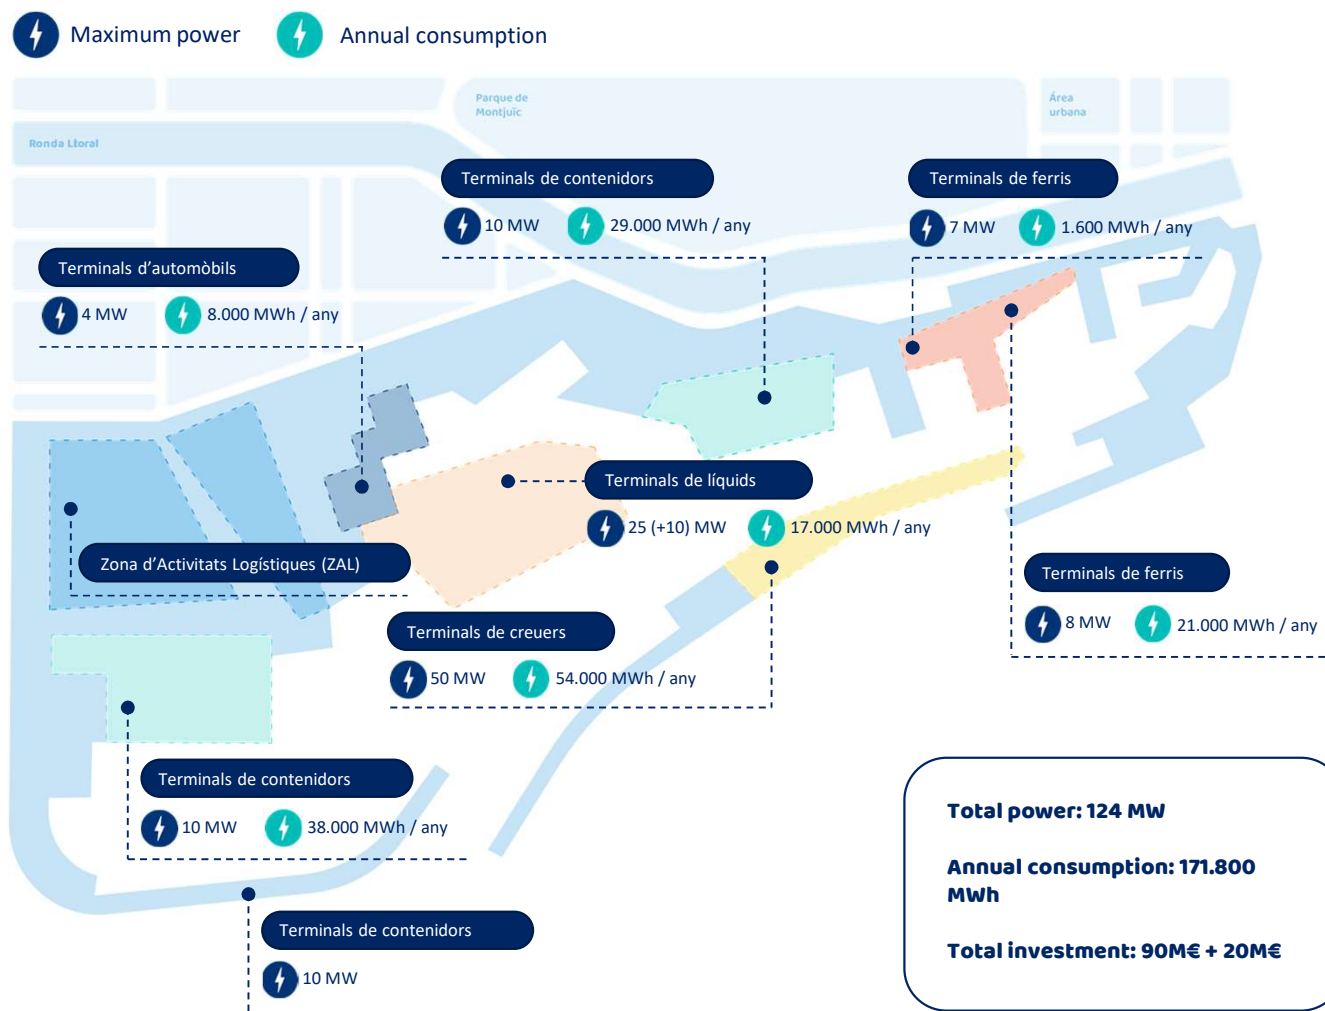 Maximum power
Annual consumption
Parque de
Montjuïc
Área
urbana
Ronda Lloral
Terminals de contenidors
10 MW
29.000 MWh / any
Terminals de ferris
7 MW
1.600 MWh / any
Terminals d'automòbils
4 MW
8.000 MWh / any
Terminals de líquids
25 (+10) MW
17.000 MWh / any
Zona d'Activitats Logístiques (ZAL)
Terminals de ferris
8 MW
21.000 MWh / any
Terminals de creuers
50 MW
54.000 MWh / any
Terminals de contenidors
10 MW
38.000 MWh / any
Terminals de contenidors
10 MW
Total power: 124 MW
Annual consumption: 171.800
MWh
Total investment: 90M€ + 20M€